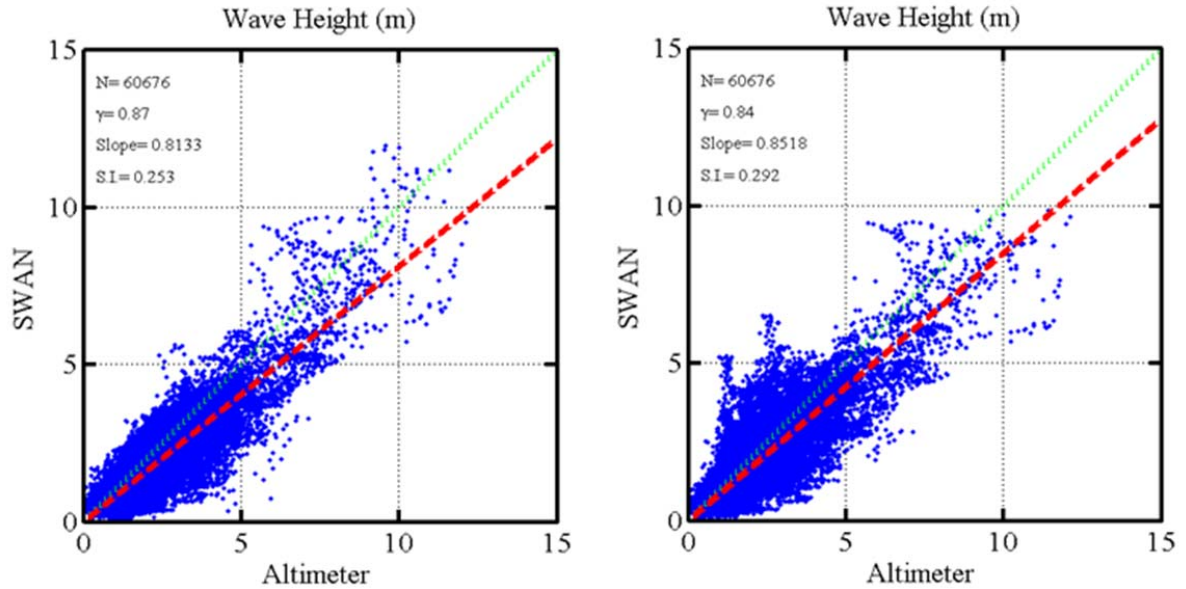 Wave Height (m)
15
N= 60676
γ= 0.87
Slope= 0.8133
S.I.= 0.253
10
SWAN
5
0
0 5 10 15
Altimeter
Wave Height (m)
15
N= 60676
γ= 0.84
Slope= 0.8518
S.I.= 0.292
10
SWAN
5
0
0 5 10 15
Altimeter